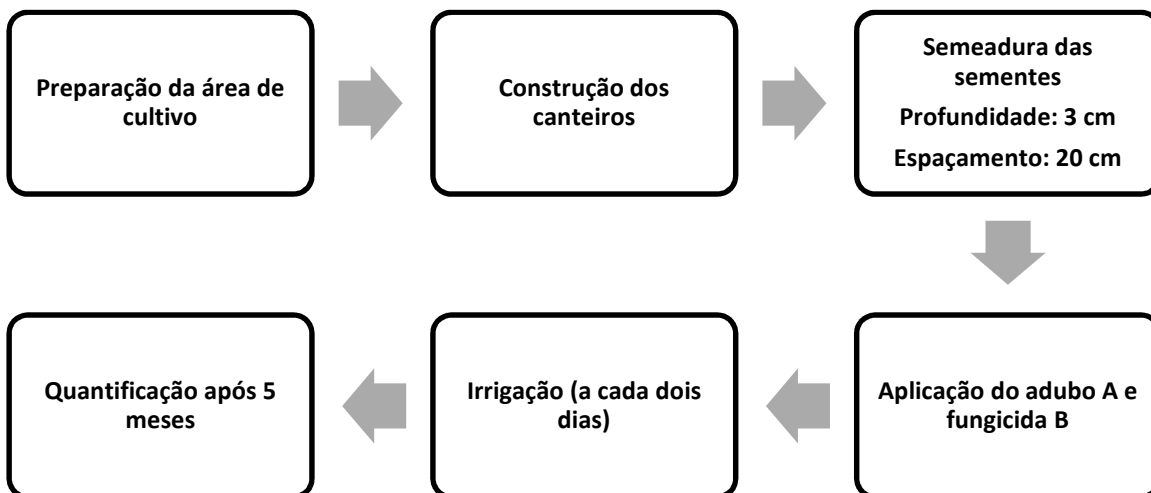 Preparação da área de
cultivo
Construção dos
canteiros
Semeadura das
sementes
Profundidade: 3 cm
Espaçamento: 20 cm
Aplicação do adubo A e
fungicida B
Irrigação (a cada dois
dias)
Quantificação após 5
meses